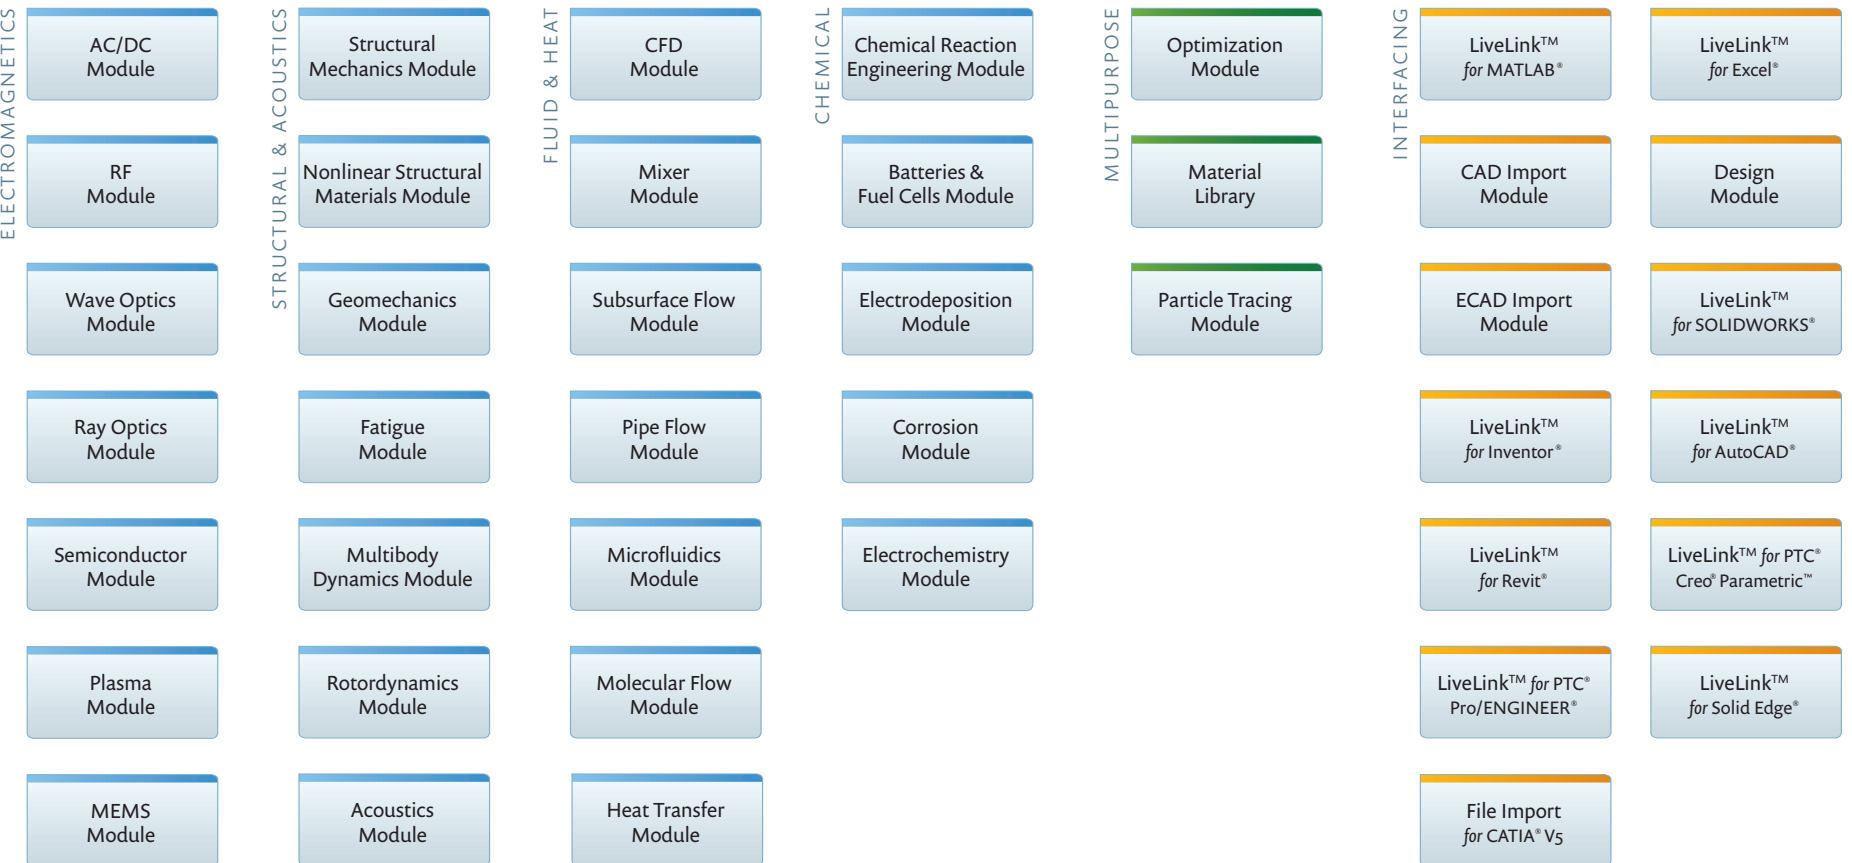 ELECTROMAGNETICS
AC/DC
Module
RF
Module
Wave Optics
Module
Ray Optics
Module
Semiconductor
Module
Plasma
Module
MEMS
Module
STRUCTURAL & ACOUSTICS
Structural
Mechanics Module
Nonlinear Structural
Materials Module
Geomechanics
Module
Fatigue
Module
Multibody
Dynamics Module
Rotordynamics
Module
Acoustics
Module
FLUID & HEAT
CFD
Module
Mixer
Module
Subsurface Flow
Module
Pipe Flow
Module
Microfluidics
Module
Molecular Flow
Module
Heat Transfer
Module
CHEMICAL
Chemical Reaction
Engineering Module
Batteries &
Fuel Cells Module
Electrodeposition
Module
Corrosion
Module
Electrochemistry
Module
MULTIPURPOSE
Optimization
Module
Material
Library
Particle Tracing
Module
INTERFACING
LiveLink™
for MATLAB®
CAD Import
Module
ECAD Import
Module
LiveLink™
for Inventor®
LiveLink™
for Revit®
LiveLink™ for PTC®
Pro/ENGINEER®
File Import
for CATIA® V5
LiveLink™
for Excel®
Design
Module
LiveLink™
for SOLIDWORKS®
LiveLink™
for AutoCAD®
LiveLink™ for PTC®
Creo® Parametric™
LiveLink™
for Solid Edge®